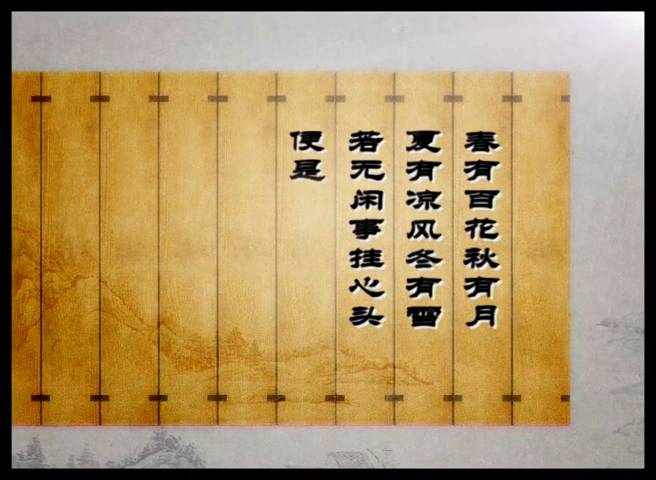 春有百花秋有月
夏有凉风冬有雪
若无闲事挂心头
便是